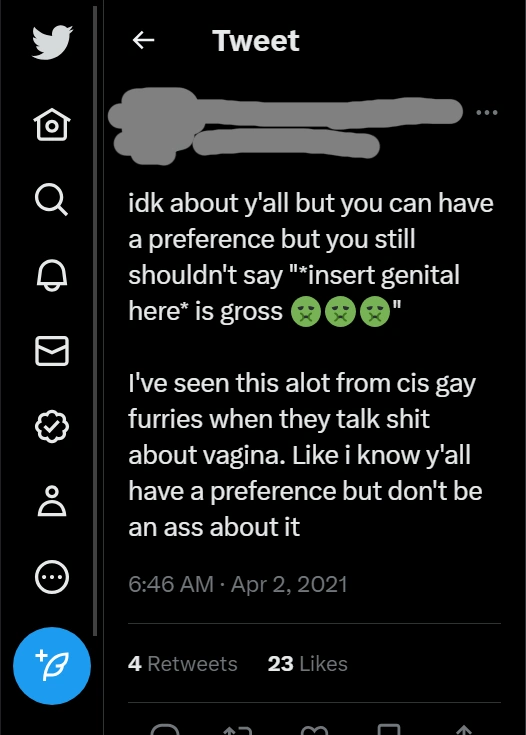 Tweet
idk about y'all but you can have
a preference but you still
shouldn't say "*insert genital
here* is gross 🤢🤢🤢"
I've seen this alot from cis gay
furries when they talk shit
about vagina. Like i know y'all
have a preference but don't be
an ass about it
6:46 AM · Apr 2, 2021
4 Retweets 23 Likes